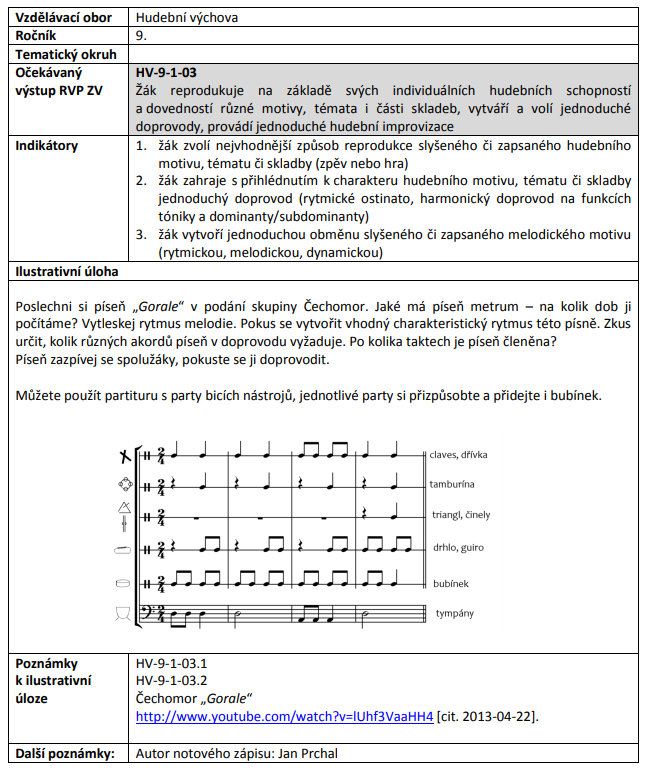 Vzdělávací obor Hudební výchova
Ročník 9.
Tematický okruh
Očekávaný výstup RVP ZV
HV-9-1-03
Žák reprodukuje na základě svých individuálních hudebních schopností
a dovedností různé motivy, témata i části skladeb, vytváří a volí jednoduché
doprovody, provádí jednoduché hudební improvizace
Indikátory
1. žák zvolí nejvhodnější způsob reprodukce slyšeného či zapsaného hudebního
motivu, tématu či skladby (zpěv nebo hra)
2. žák zahraje s přihlédnutím k charakteru hudebního motivu, tématu či skladby
jednoduchý doprovod (rytmické ostinato, harmonický doprovod na funkcích
tóniky a dominanty/subdominanty)
3. žák vytvoří jednoduchou obměnu slyšeného či zapsaného melodického motivu
(rytmickou, melodickou, dynamickou)
Ilustrativní úloha
Poslechni si píseň „Gorale“ v podání skupiny Čechomor. Jaké má píseň metrum – na kolik dob ji
počítáme? Vytleskej rytmus melodie. Pokus se vytvořit vhodný charakteristický rytmus této písně. Zkus
určit, kolik různých akordů píseň v doprovodu vyžaduje. Po kolika taktech je píseň členěna?
Píseň zazpívej se spolužáky, pokuste se ji doprovodit.
Můžete použít partituru s party bicích nástrojů, jednotlivé party si přizpůsobte a přidejte i bubínek.
claves, dřívka
tamburína
triangl, činely
drhlo, guiro
bubínek
tympány
Poznámky
k ilustrativní
úloze
HV-9-1-03.1
HV-9-1-03.2
Čechomor „Gorale“
http://www.youtube.com/watch?v=lUhf3VaaHH4 [cit. 2013-04-22].
Další poznámky: Autor notového zápisu: Jan Prchal